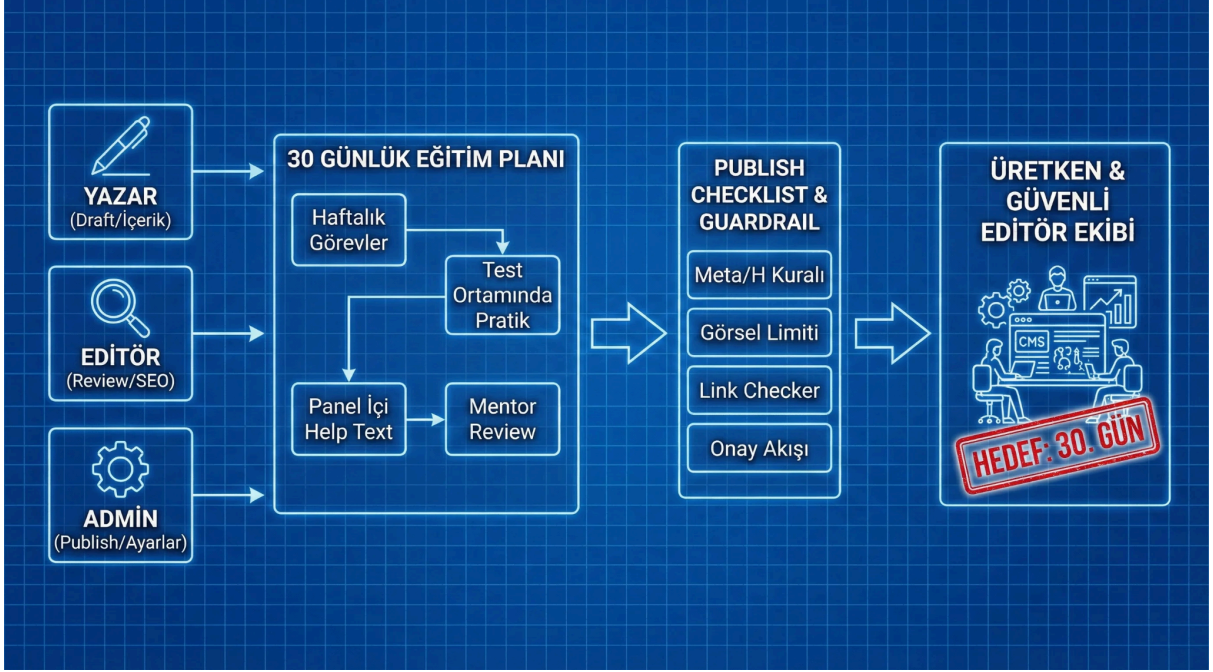 YAZAR
(Draft/İçerik)
EDİTÖR
(Review/SEO)
ADMİN
(Publish/Ayarlar)
30 GÜNLÜK EĞİTİM PLANI
Haftalık
Görevler
Test
Ortamında
Pratik
Panel İçi
Help Text
Mentor
Review
PUBLISH
CHECKLIST &
GUARDRAIL
Meta/H Kuralı
Görsel Limiti
Link Checker
Onay Akışı
ÜRETKEN &
GÜVENLİ
EDİTÖR EKİBİ
CMS
HEDEF: 30. GÜN